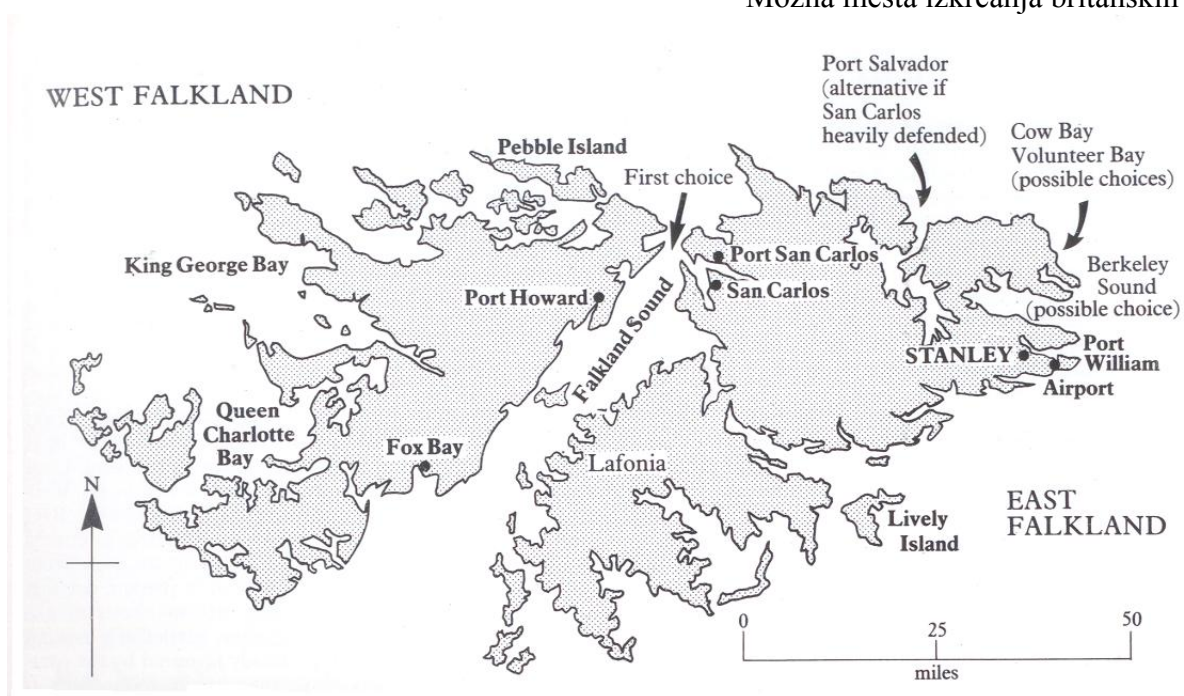 Možna mesta izkrcanja britanskih
WEST FALKLAND
Port Salvador
(alternative if
San Carlos
heavily defended)
Cow Bay
Volunteer Bay
(possible choices)
Pebble Island
First choice
King George Bay
Port San Carlos
Berkeley
Sound
(possible choice)
Port Howard
San Carlos
Falkland Sound
STANLEY
Port
William
Airport
Queen
Charlotte
Bay
Fox Bay
Lafonia
N
EAST
FALKLAND
Lively
Island
0
25
50
miles